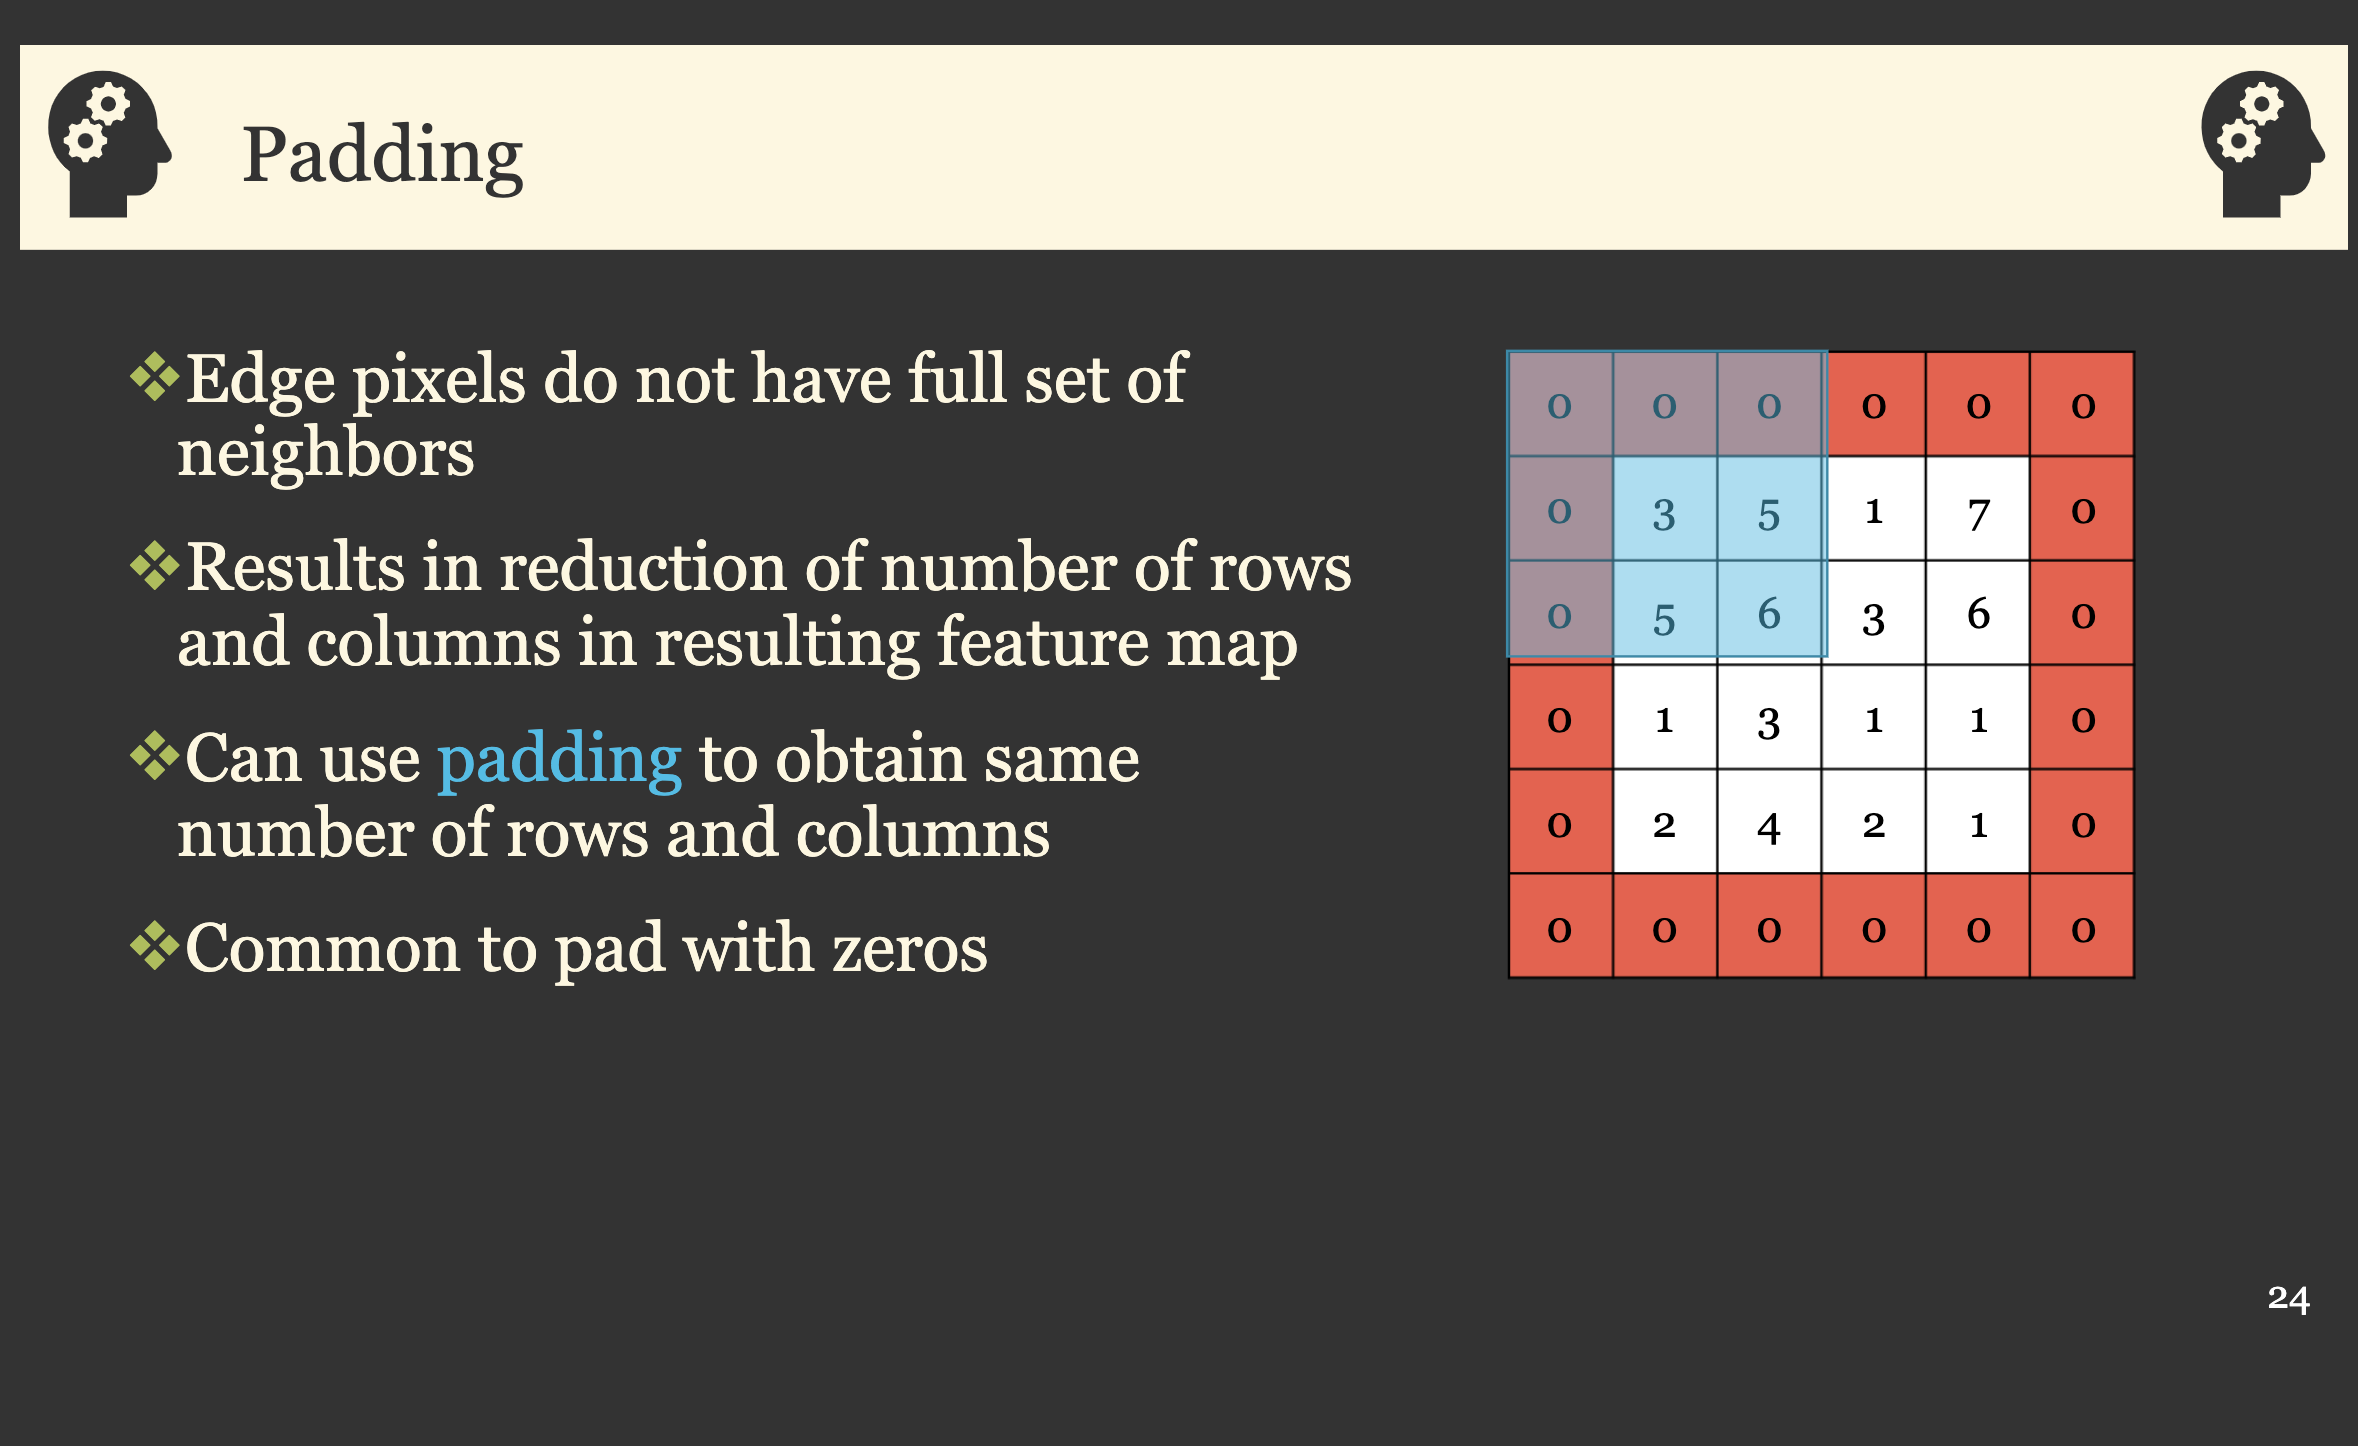 Padding
Edge pixels do not have full set of
neighbors
Results in reduction of number of rows
and columns in resulting feature map
Can use padding to obtain same
number of rows and columns
Common to pad with zeros
0 0 0 0 0 0
0 3 5 1 7 0
0 5 6 3 6 0
0 1 3 1 1 0
0 2 4 2 1 0
0 0 0 0 0 0
24